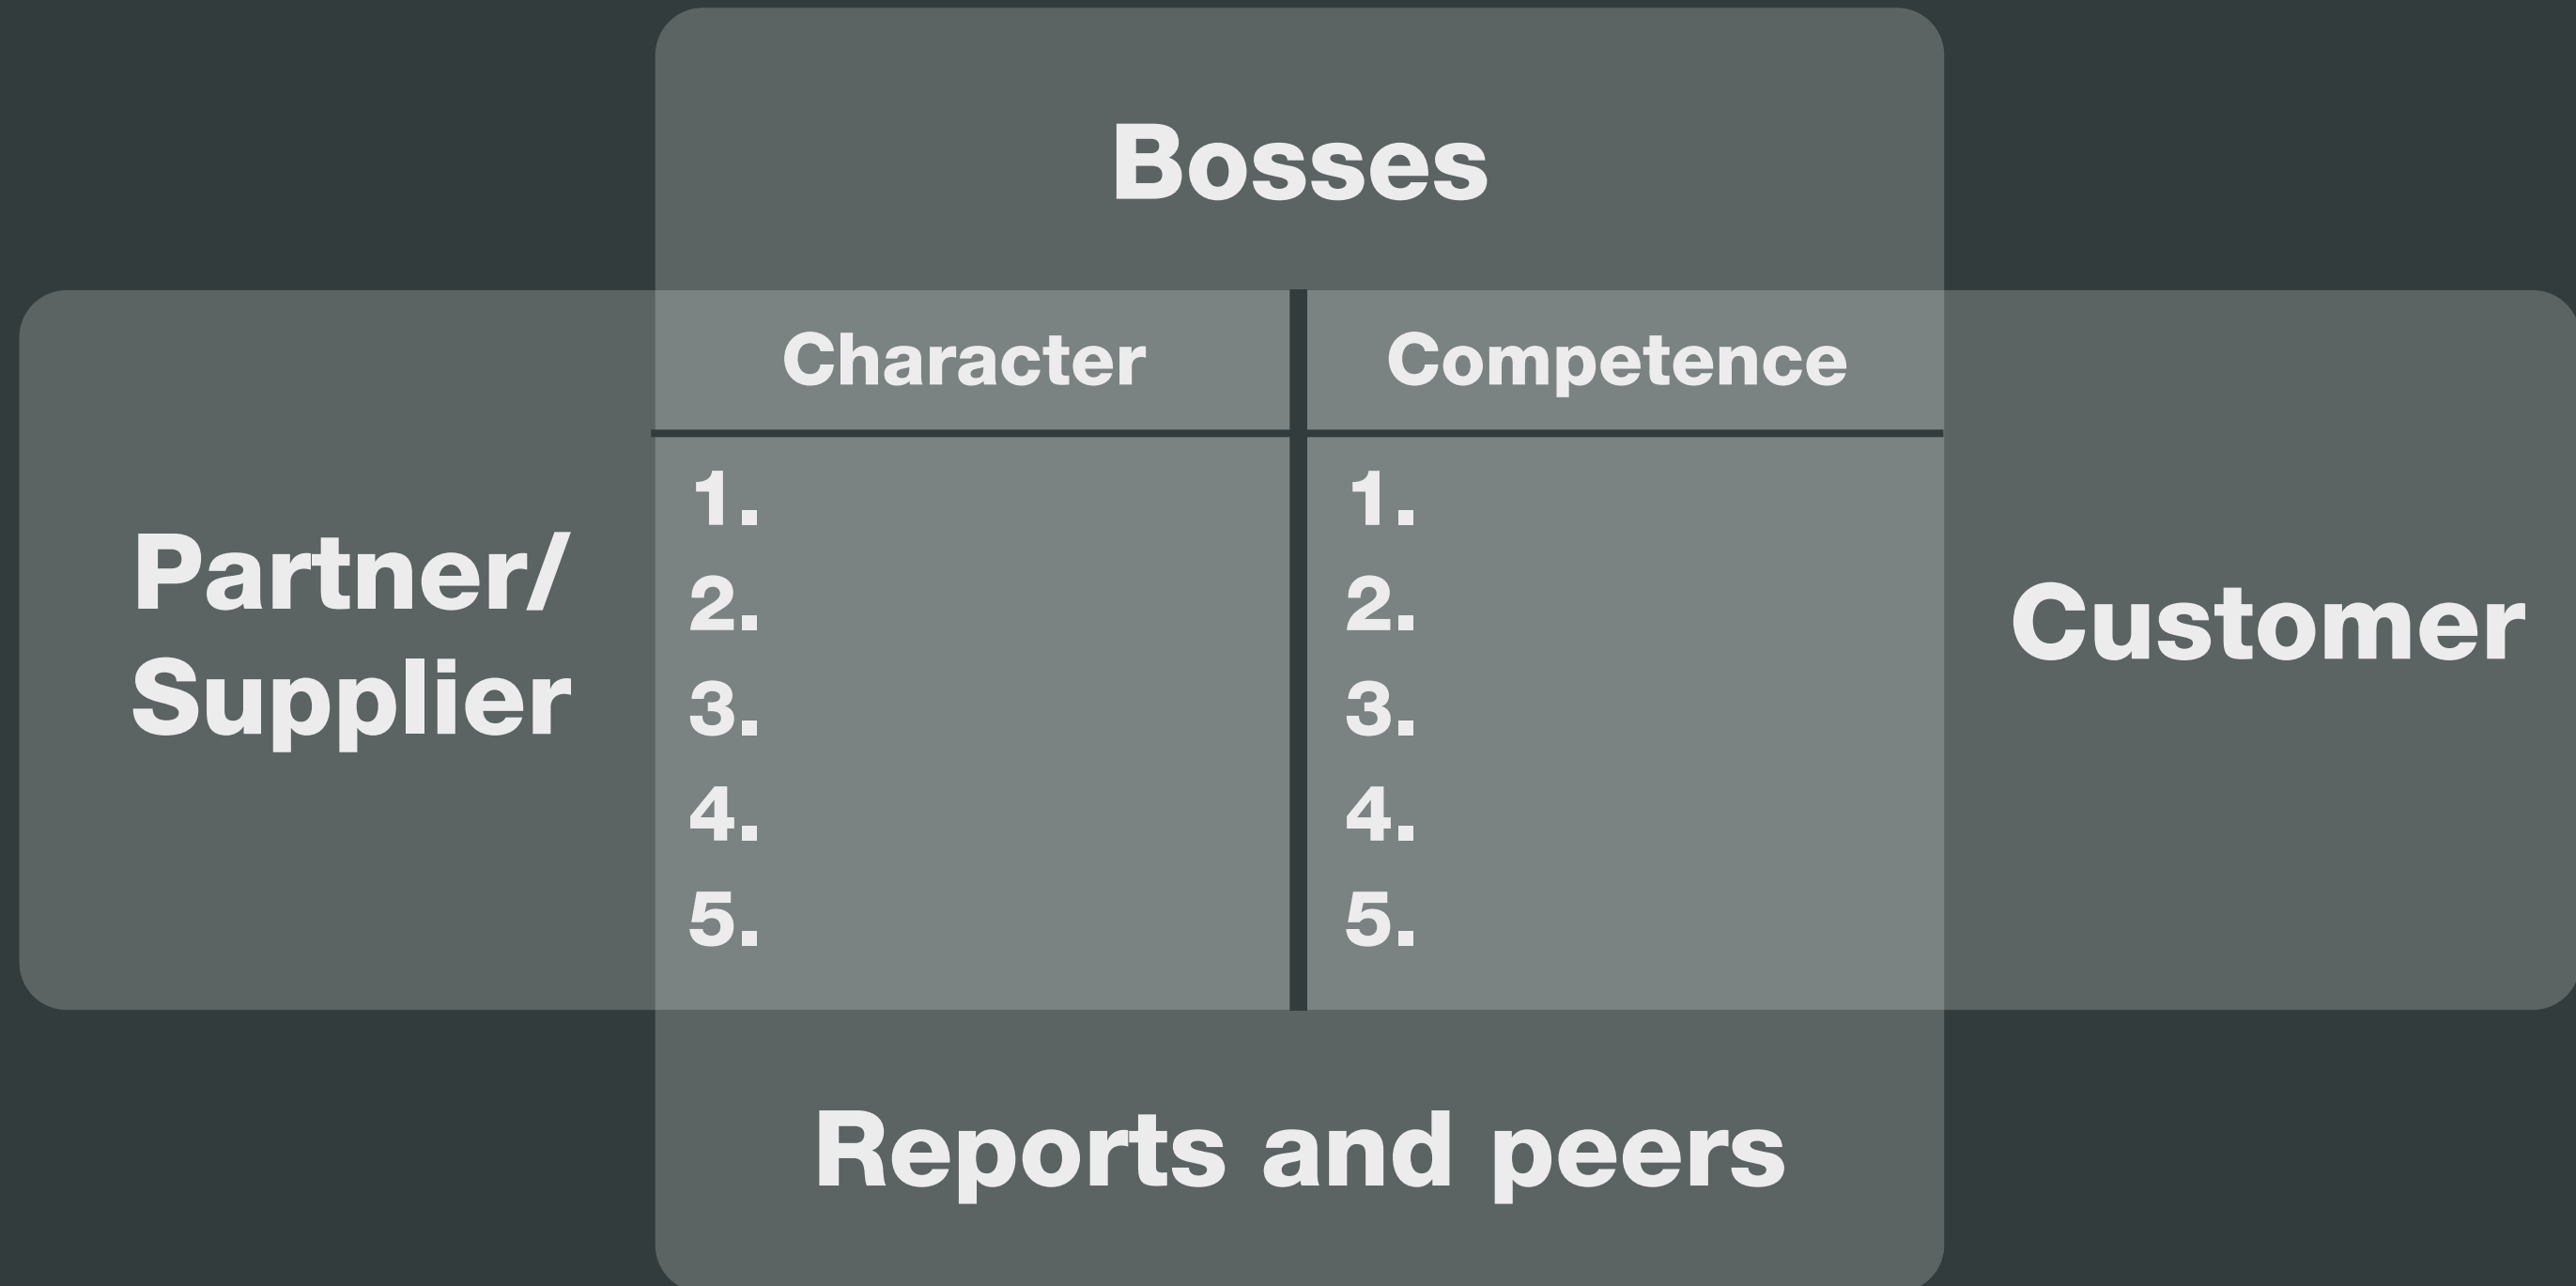 Bosses
Character
Competence
1.
2.
3.
4.
5.
1.
2.
3.
4.
5.
Partner/
Supplier
Customer
Reports and peers